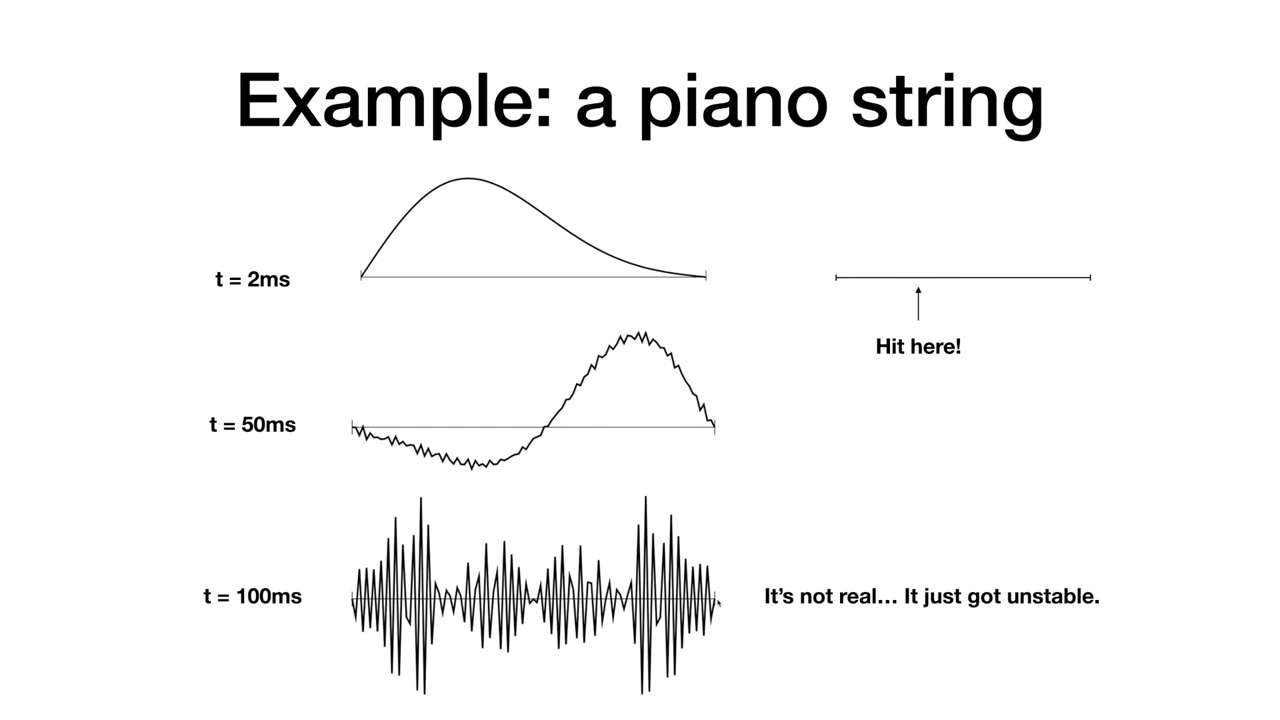 Example: a piano string
t = 2ms
Hit here!
t = 50ms
t = 100ms
It’s not real… It just got unstable.